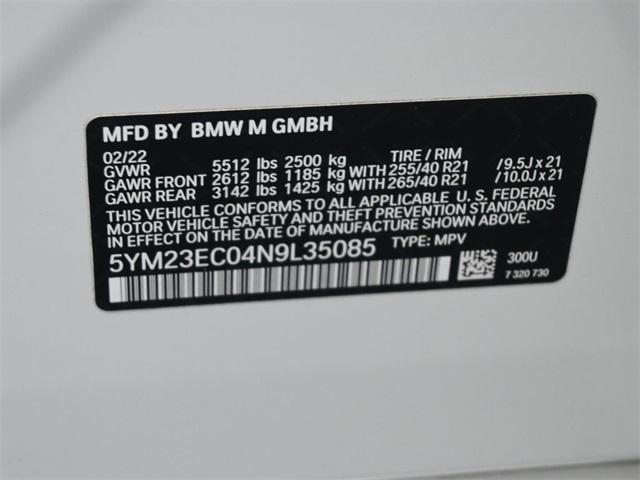 MFD BY BMW M GMBH
02/22 TIRE / RIM
GVWR 5512 lbs 2500 kg
GAWR FRONT 2612 lbs 1185 kg WITH 255/40 R21 /9.5J x 21
GAWR REAR 3142 lbs 1425 kg WITH 265/40 R21 /10.0J x 21
THIS VEHICLE CONFORMS TO ALL APPLICABLE U. S. FEDERAL
MOTOR VEHICLE SAFETY, BUMPER, AND THEFT PREVENTION
STANDARDS IN EFFECT ON THE DATE OF MANUFACTURE SHOWN ABOVE.
5YM23EC04N9L35085 TYPE: MPV
300U
7 320 730